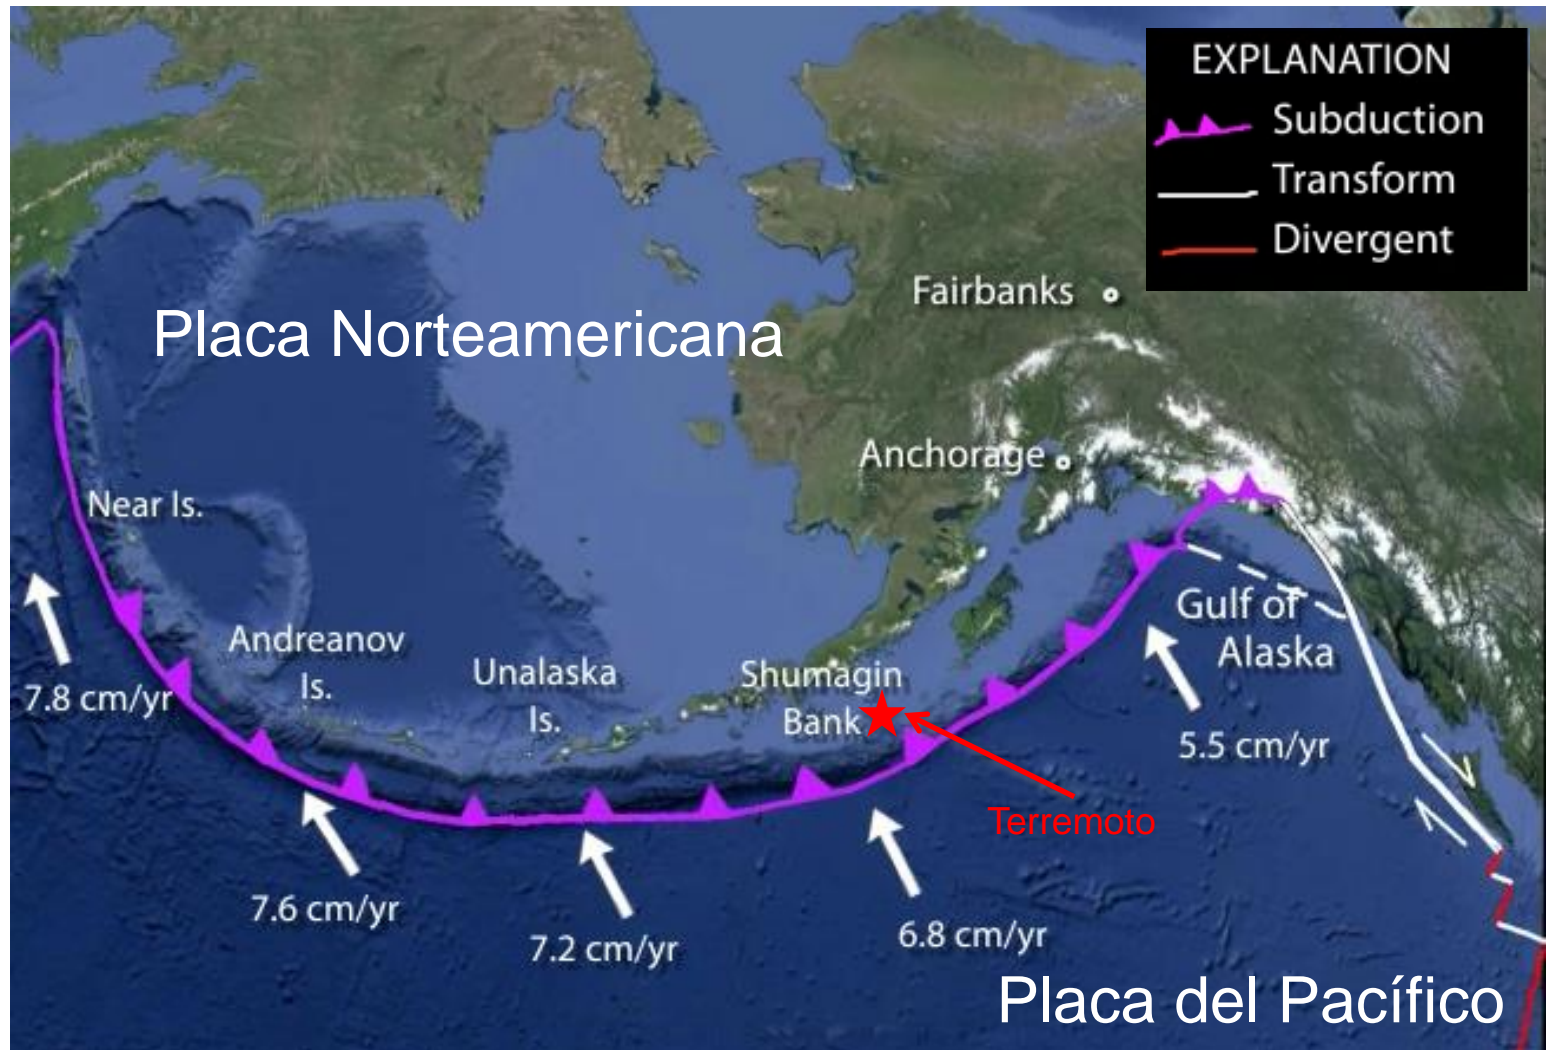 EXPLANATION
Subduction
Transform
Divergent
Fairbanks
Placa Norteamericana
Anchorage
Near Is.
Gulf of
Alaska
Andreanov
Is.
Unalaska
Is.
Shumagin
Bank
7.8 cm/yr
5.5 cm/yr
Terremoto
7.6 cm/yr
7.2 cm/yr
6.8 cm/yr
Placa del Pacífico